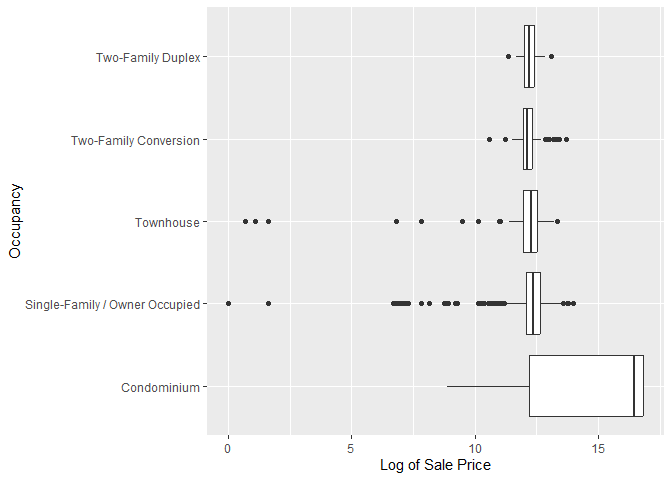 Two-Family Duplex
Two-Family Conversion
Townhouse
Single-Family / Owner Occupied
Condominium
Occupancy
0 5 10 15
Log of Sale Price